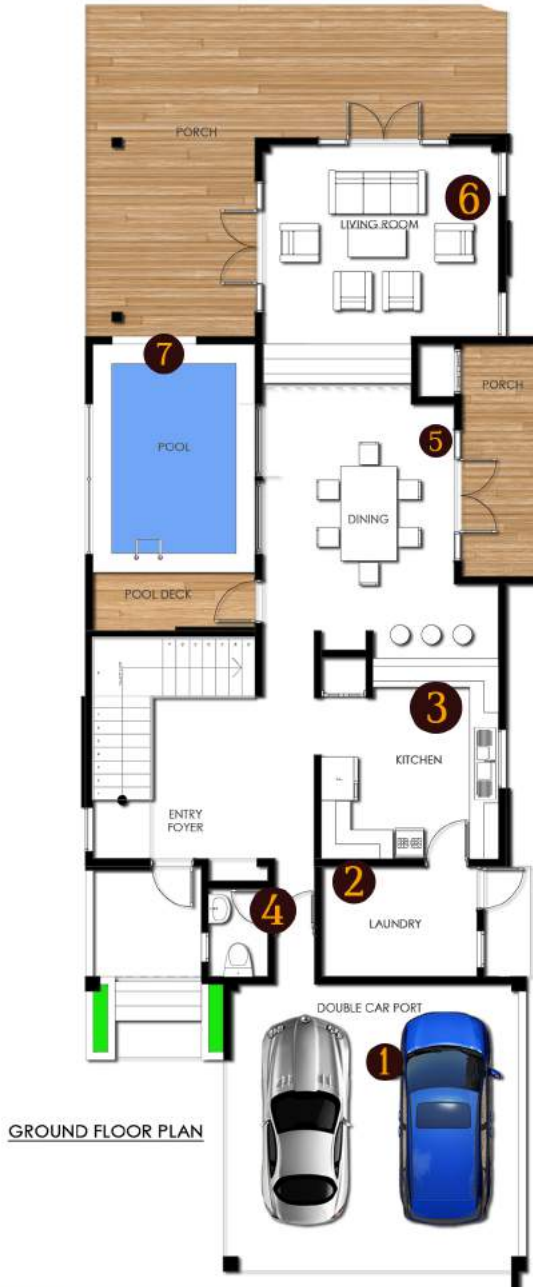 PORCH
6
LIVING ROOM
7
PORCH
5
POOL
DINING
POOL DECK
3
KITCHEN
ENTRY
FOYER
2
4
LAUNDRY
DOUBLE CAR PORT
1
GROUND FLOOR PLAN